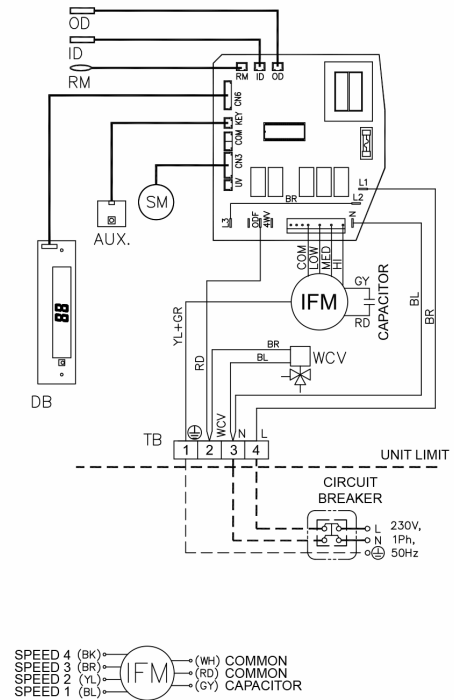 OD
ID
RM
RM ID OD
CN6
KEY
COM
CN3
UV
SM
AUX.
L1
BR
L2
L3
ODF
4WV
N
COM
LOW
MED
HI
IFM
GY
RD
CAPACITOR
BL
BR
88
DB
YL+GR
RD
BR
BL
WCV
WCV
N
L
TB
1 2 3 4
UNIT LIMIT
CIRCUIT
BREAKER
L 230V,
N 1Ph,
50Hz
SPEED 4 (BK)
SPEED 3 (BR)
SPEED 2 (YL)
SPEED 1 (BL)
IFM
(WH) COMMON
(RD) COMMON
(GY) CAPACITOR